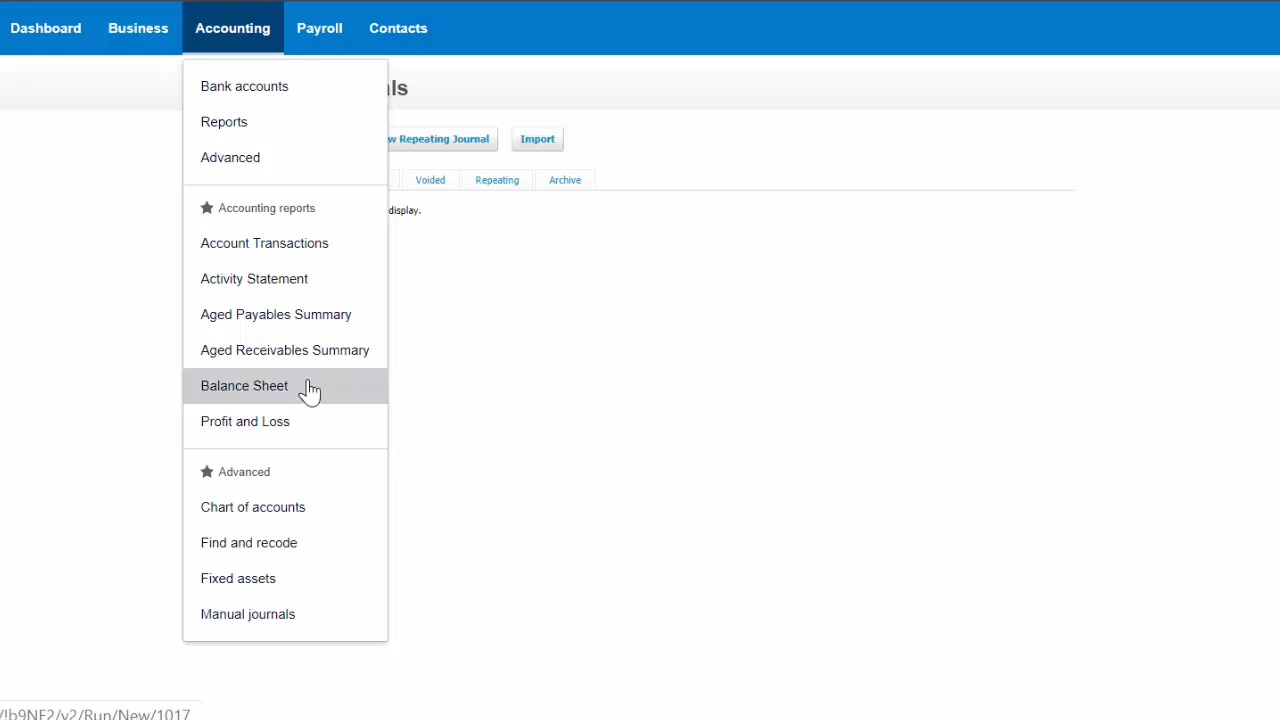 Dashboard Business Accounting Payroll Contacts
Bank accounts
als
Reports
w Repeating Journal Import
Advanced
Voided Repeating Archive
Accounting reports
display.
Account Transactions
Activity Statement
Aged Payables Summary
Aged Receivables Summary
Balance Sheet
Profit and Loss
Advanced
Chart of accounts
Find and recode
Fixed assets
Manual journals
/!b9NF2/v2/Run/New/1017